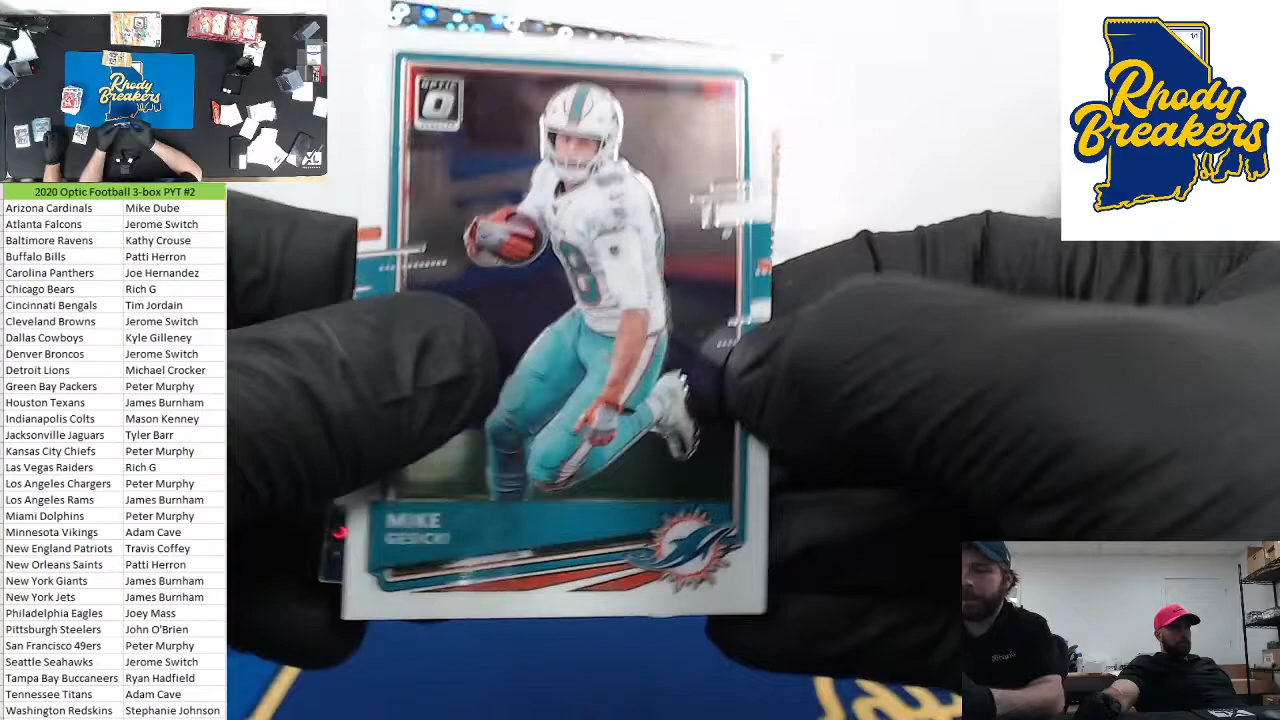 Rhody
Breakers
1/1
Rhody
Breakers
XL
2020 Optic Football 3-box PYT #2
Arizona Cardinals Mike Dube
Atlanta Falcons Jerome Switch
Baltimore Ravens Kathy Crouse
Buffalo Bills Patti Herron
Carolina Panthers Joe Hernandez
Chicago Bears Rich G
Cincinnati Bengals Tim Jordain
Cleveland Browns Jerome Switch
Dallas Cowboys Kyle Gilleney
Denver Broncos Jerome Switch
Detroit Lions Michael Crocker
Green Bay Packers Peter Murphy
Houston Texans James Burnham
Indianapolis Colts Mason Kenney
Jacksonville Jaguars Tyler Barr
Kansas City Chiefs Peter Murphy
Las Vegas Raiders Rich G
Los Angeles Chargers Peter Murphy
Los Angeles Rams James Burnham
Miami Dolphins Peter Murphy
Minnesota Vikings Adam Cave
New England Patriots Travis Coffey
New Orleans Saints Patti Herron
New York Giants James Burnham
New York Jets James Burnham
Philadelphia Eagles Joey Mass
Pittsburgh Steelers John O'Brien
San Francisco 49ers Peter Murphy
Seattle Seahawks Jerome Switch
Tampa Bay Buccaneers Ryan Hadfield
Tennessee Titans Adam Cave
Washington Redskins Stephanie Johnson
OPTIC
8
MIKE
GESICKI